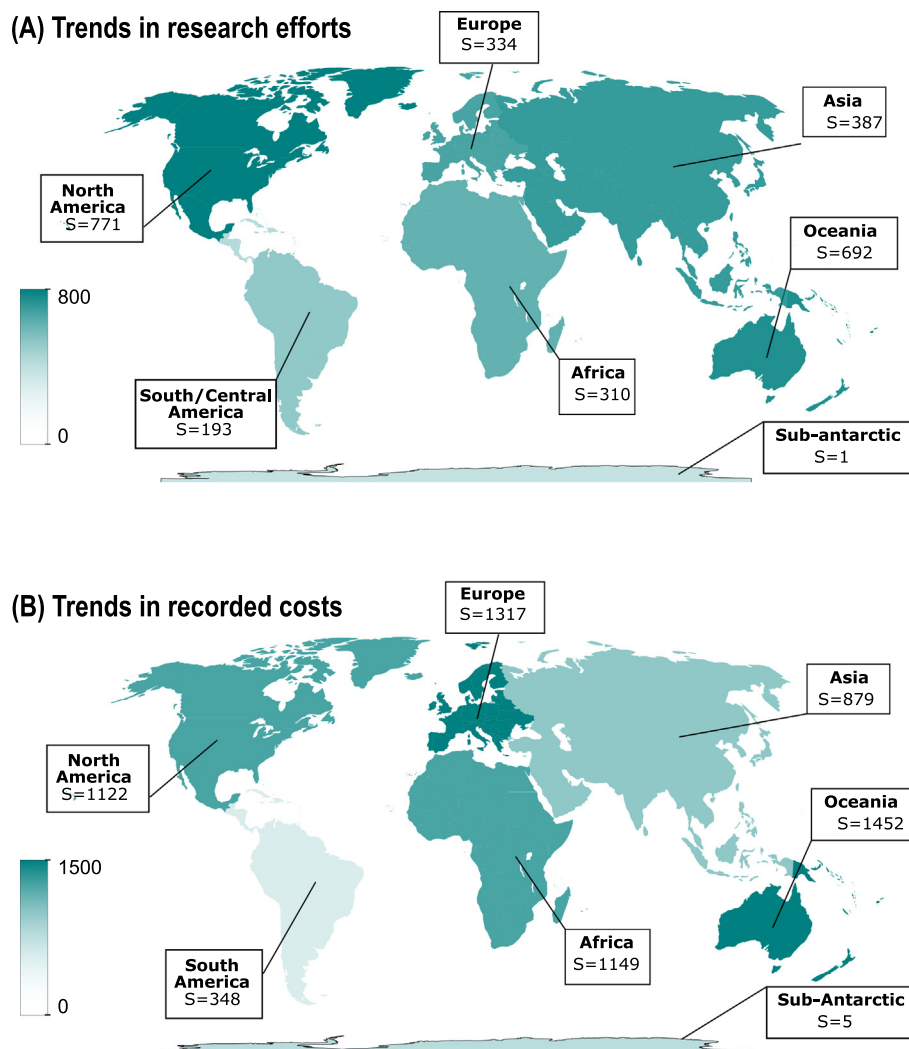 (A) Trends in research efforts
Europe
S=334
Asia
S=387
North
America
S=771
Oceania
S=692
800
0
South/Central
America
S=193
Africa
S=310
Sub-antarctic
S=1
(B) Trends in recorded costs
Europe
S=1317
Asia
S=879
North
America
S=1122
Oceania
S=1452
1500
0
South
America
S=348
Africa
S=1149
Sub-Antarctic
S=5